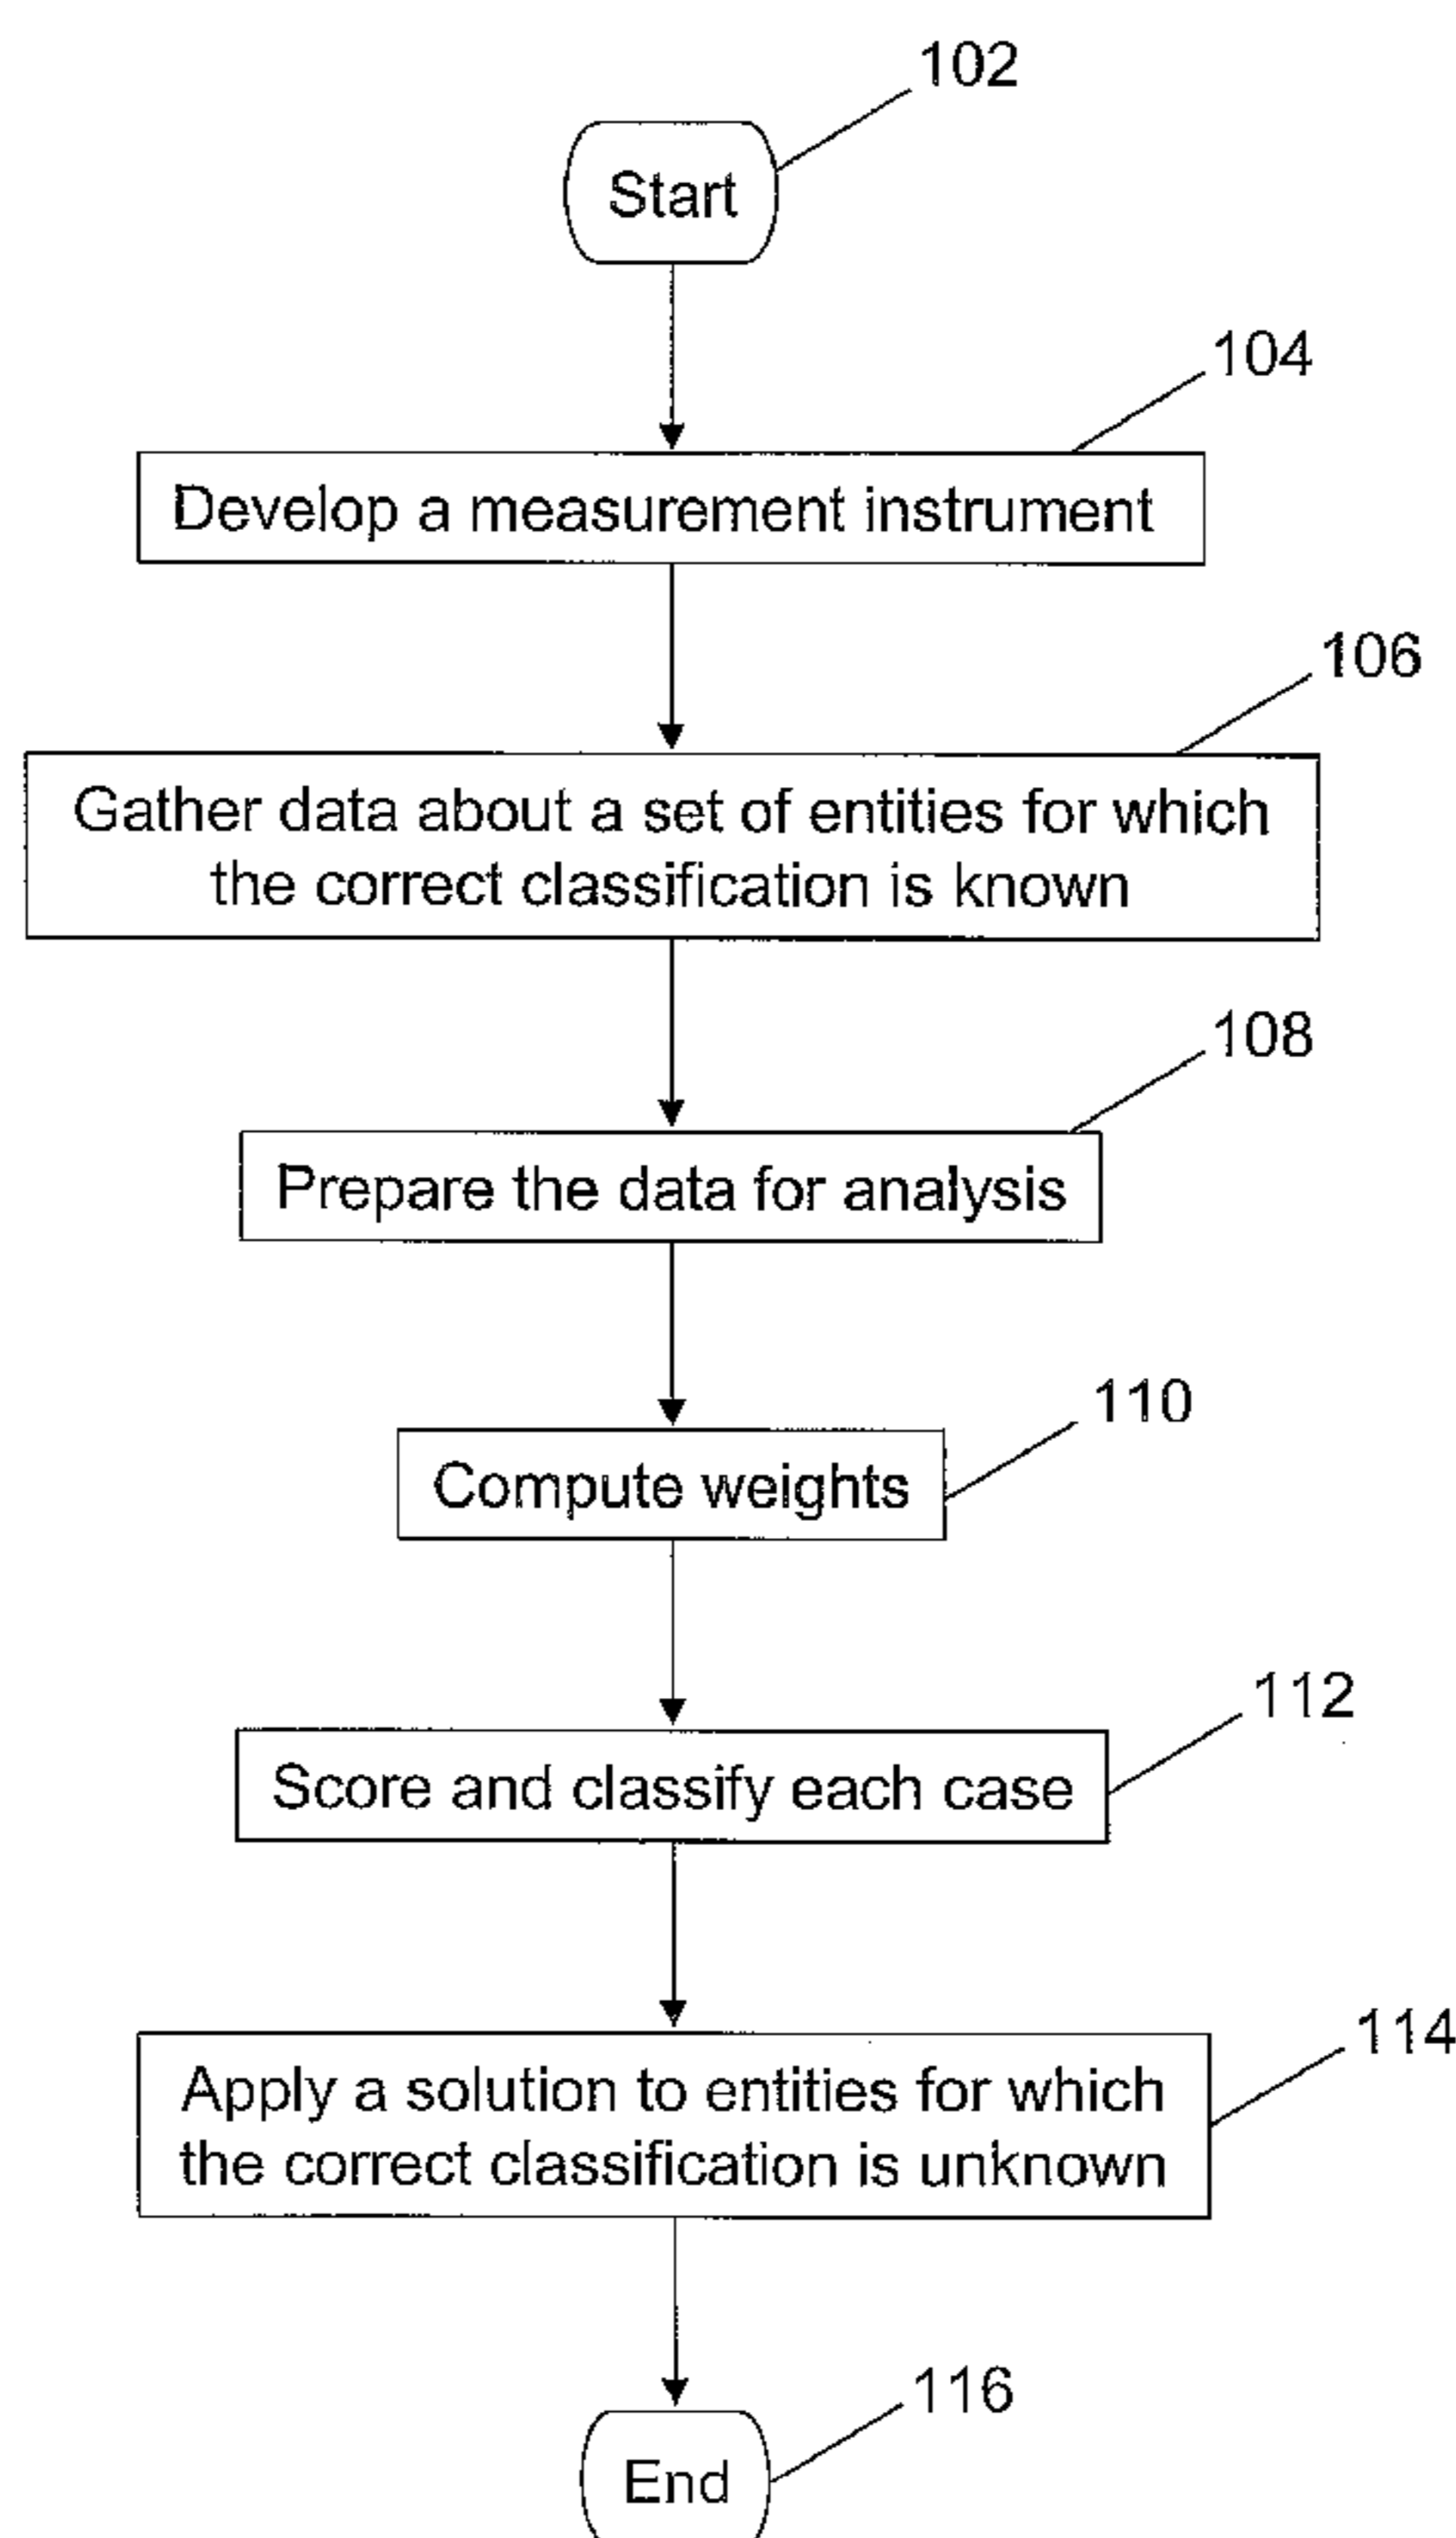 102
Start
104
Develop a measurement instrument
106
Gather data about a set of entities for which
the correct classification is known
108
Prepare the data for analysis
110
Compute weights
112
Score and classify each case
114
Apply a solution to entities for which
the correct classification is unknown
116
End